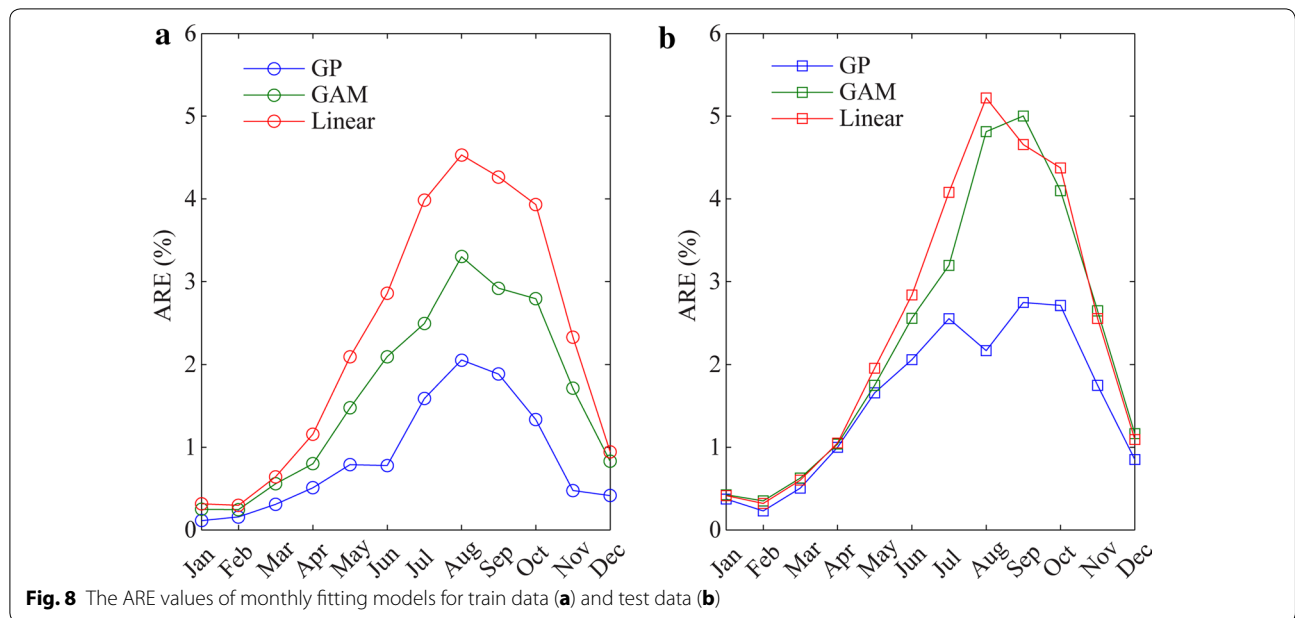 a
6
5
4
3
2
1
0
ARE (%)
GP
GAM
Linear
Jan Feb Mar Apr May Jun Jul Aug Sep Oct Nov Dec
b
6
5
4
3
2
1
0
ARE (%)
GP
GAM
Linear
Jan Feb Mar Apr May Jun Jul Aug Sep Oct Nov Dec
Fig. 8 The ARE values of monthly fitting models for train data (a) and test data (b)